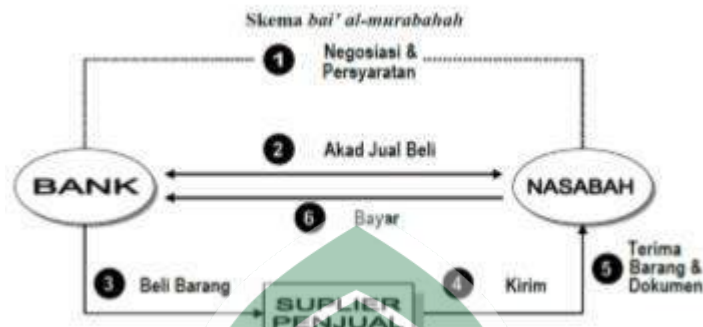 Skema bai' al-murabahah
1 Negosiasi &
Persyaratan
2 Akad Jual Beli
BANK
NASABAH
6 Bayar
3 Beli Barang
SUPLIER
PENJUAL
4 Kirim
5 Terima
Barang &
Dokumen